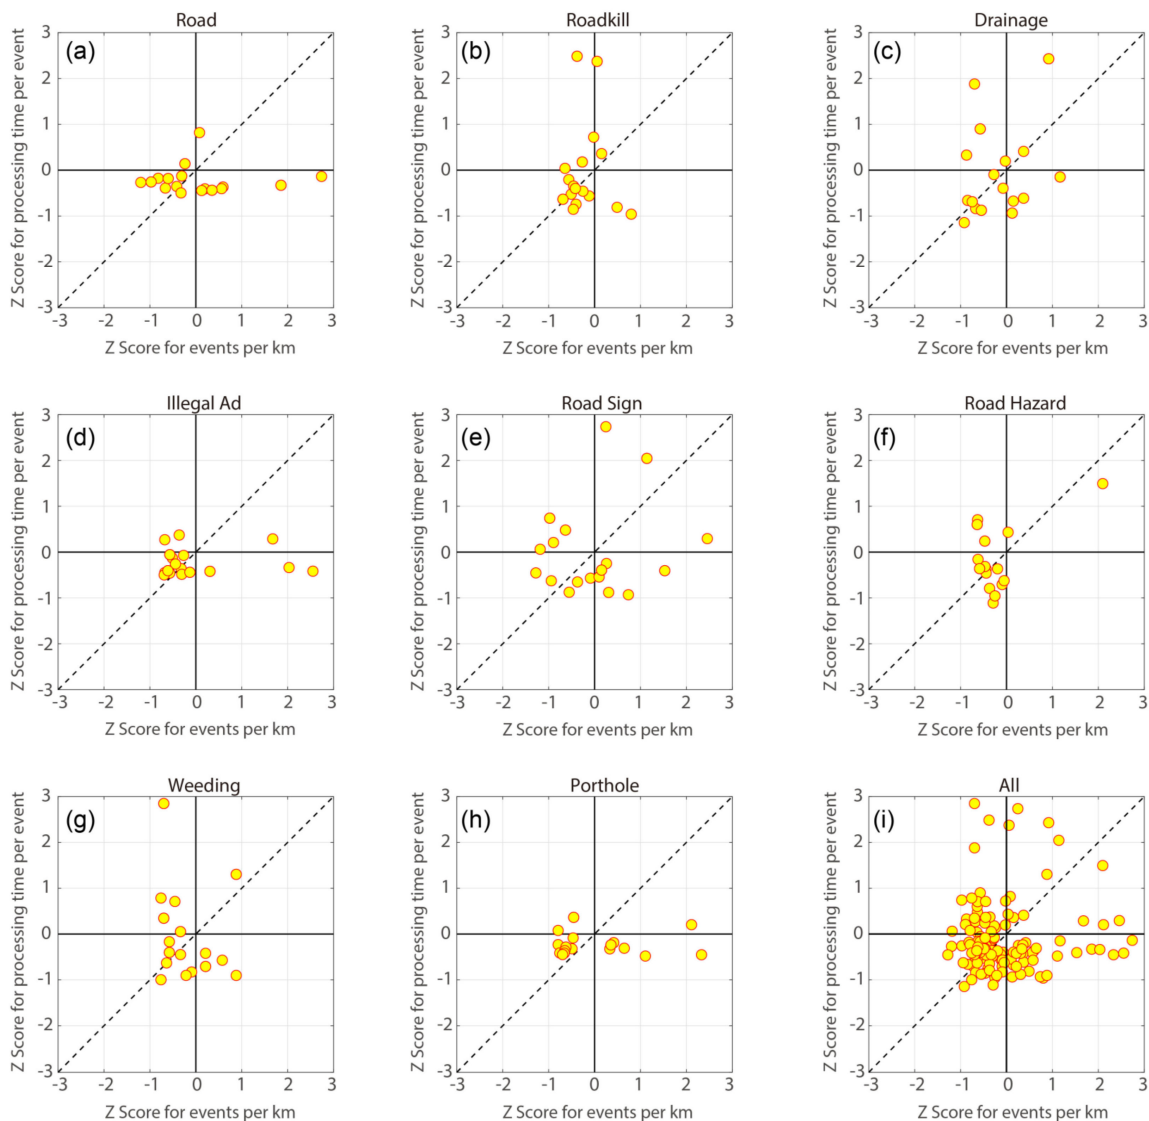 Road
(a)
Z Score for processing time per event
3
2
1
0
-1
-2
-3
-3 -2 -1 0 1 2 3
Z Score for events per km
Roadkill
(b)
Z Score for processing time per event
3
2
1
0
-1
-2
-3
-3 -2 -1 0 1 2 3
Z Score for events per km
Drainage
(c)
Z Score for processing time per event
3
2
1
0
-1
-2
-3
-3 -2 -1 0 1 2 3
Z Score for events per km
Illegal Ad
(d)
Z Score for processing time per event
3
2
1
0
-1
-2
-3
-3 -2 -1 0 1 2 3
Z Score for events per km
Road Sign
(e)
Z Score for processing time per event
3
2
1
0
-1
-2
-3
-3 -2 -1 0 1 2 3
Z Score for events per km
Road Hazard
(f)
Z Score for processing time per event
3
2
1
0
-1
-2
-3
-3 -2 -1 0 1 2 3
Z Score for events per km
Weeding
(g)
Z Score for processing time per event
3
2
1
0
-1
-2
-3
-3 -2 -1 0 1 2 3
Z Score for events per km
Porthole
(h)
Z Score for processing time per event
3
2
1
0
-1
-2
-3
-3 -2 -1 0 1 2 3
Z Score for events per km
All
(i)
Z Score for processing time per event
3
2
1
0
-1
-2
-3
-3 -2 -1 0 1 2 3
Z Score for events per km